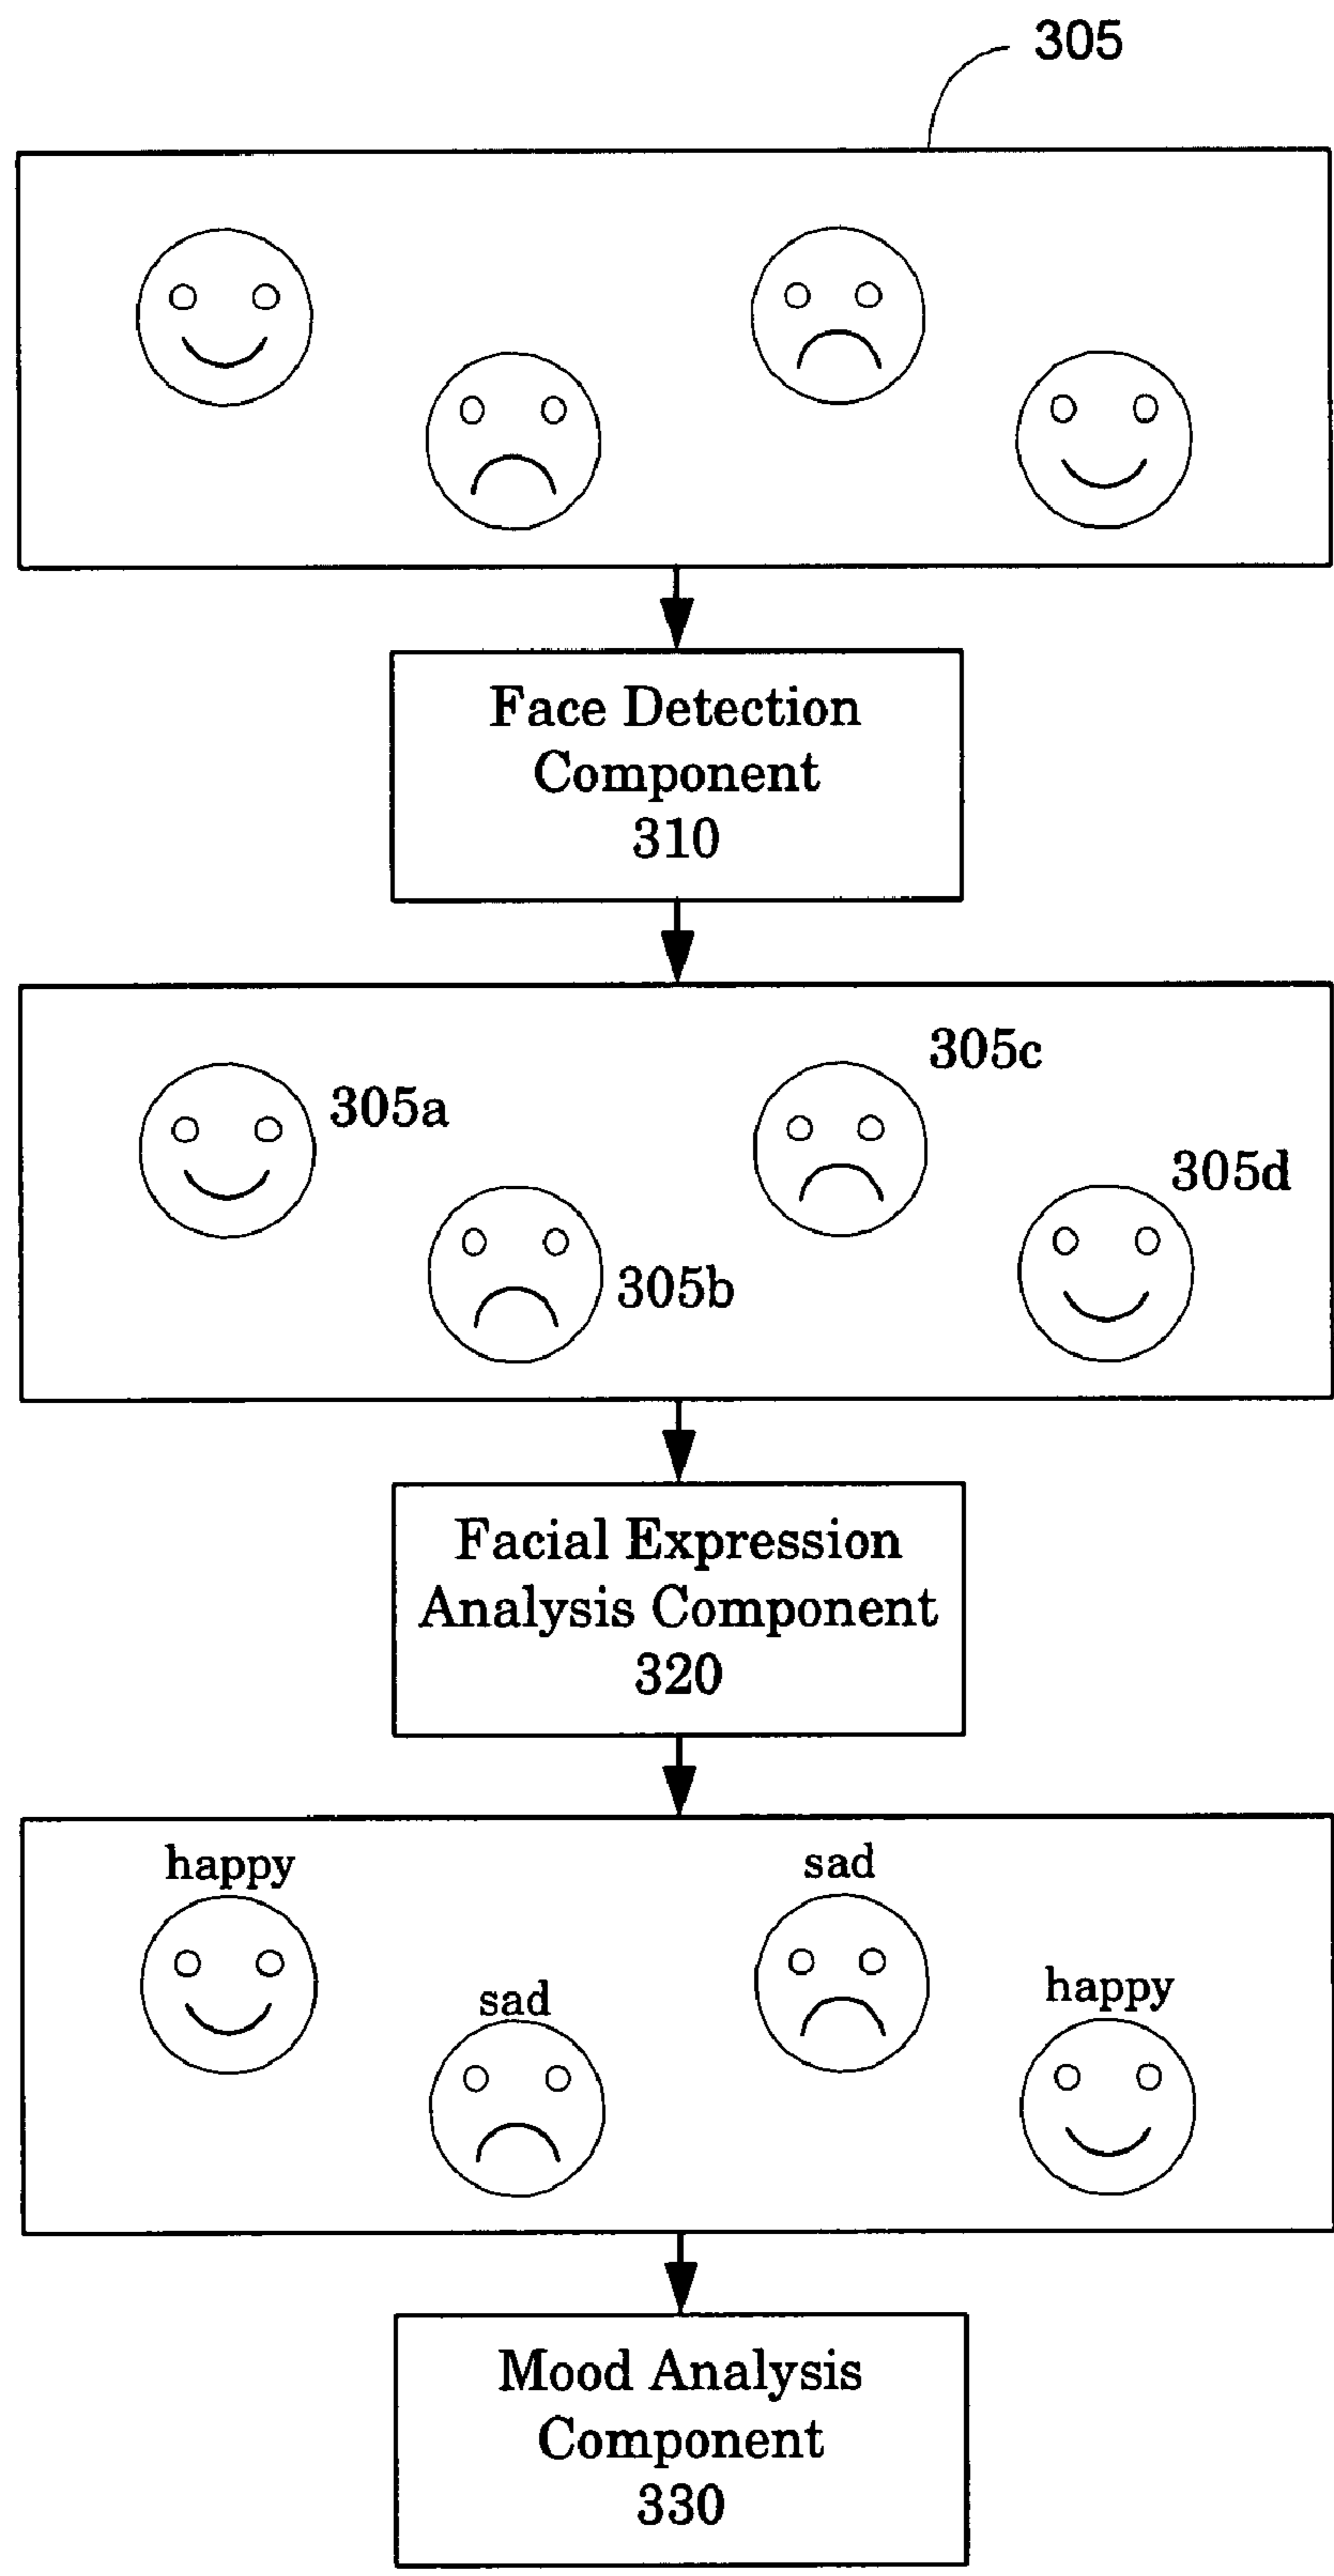 305
Face Detection
Component
310
305c
305a
305d
305b
Facial Expression
Analysis Component
320
happy
sad
sad
happy
Mood Analysis
Component
330